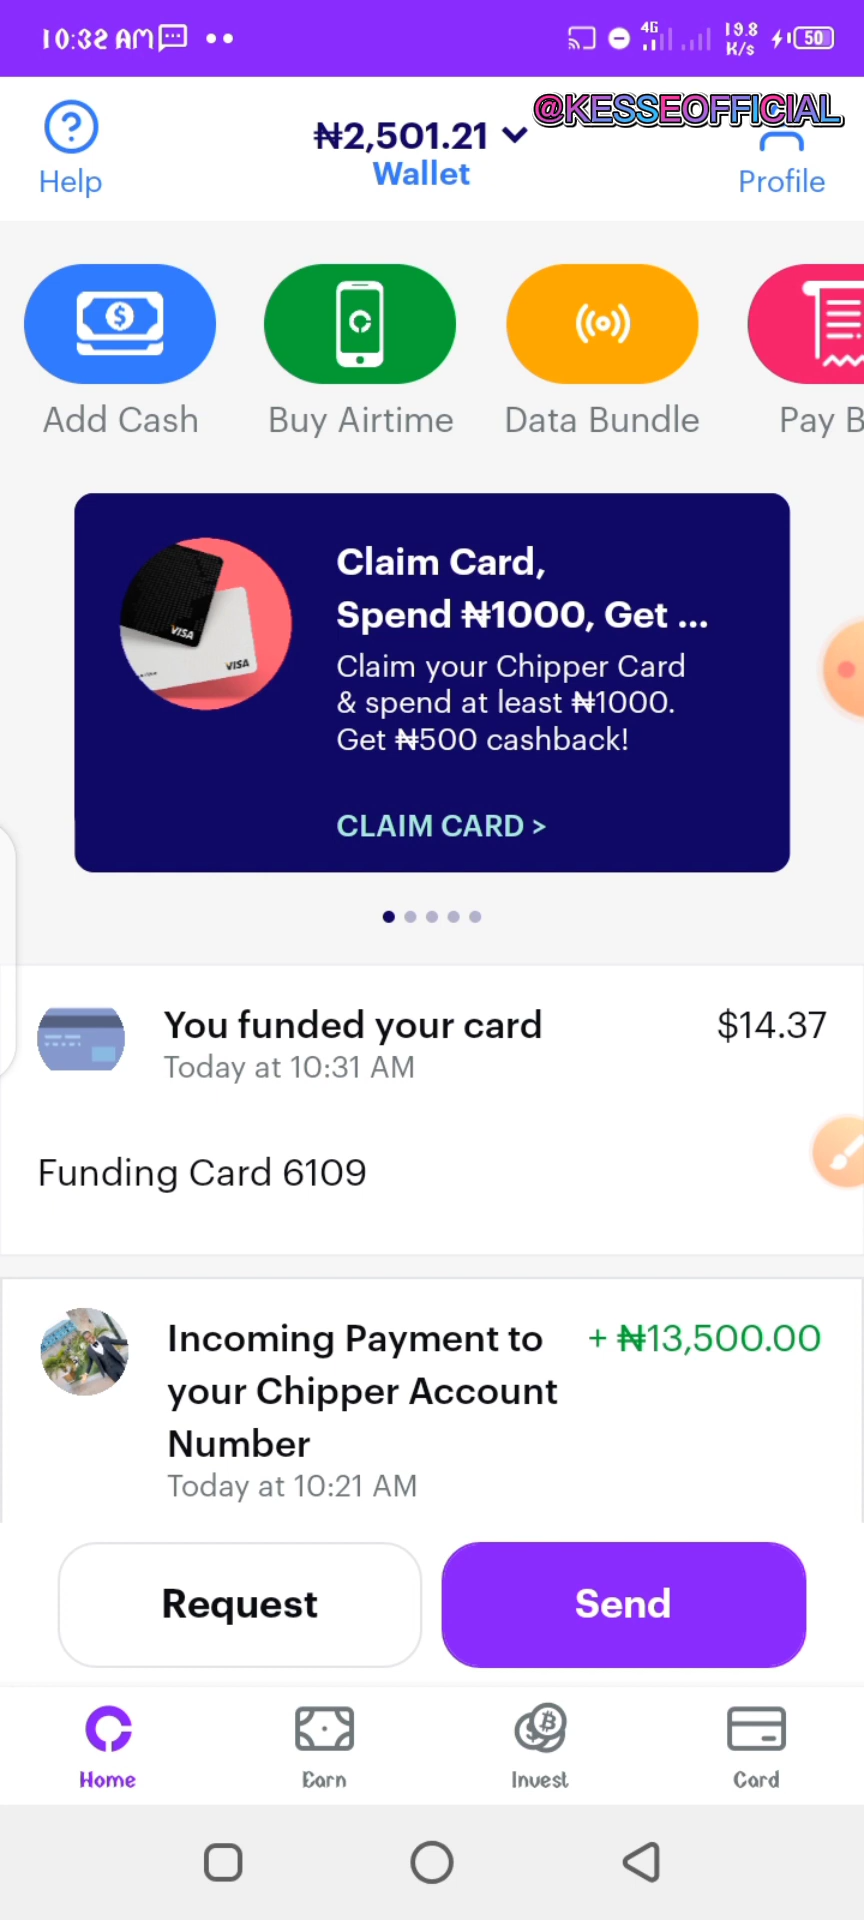 10:32 AM
4G
19.8
K/s
50
@KESSEOFFICIAL
₦2,501.21
Help
Wallet
Profile
Add Cash
Buy Airtime
Data Bundle
Pay B
Claim Card,
Spend ₦1000, Get ...
Claim your Chipper Card
& spend at least ₦1000.
Get ₦500 cashback!
VISA
VISA
CLAIM CARD >
You funded your card
$14.37
Today at 10:31 AM
Funding Card 6109
Incoming Payment to
your Chipper Account
Number
+ ₦13,500.00
Today at 10:21 AM
Request
Send
Home
Earn
Invest
Card